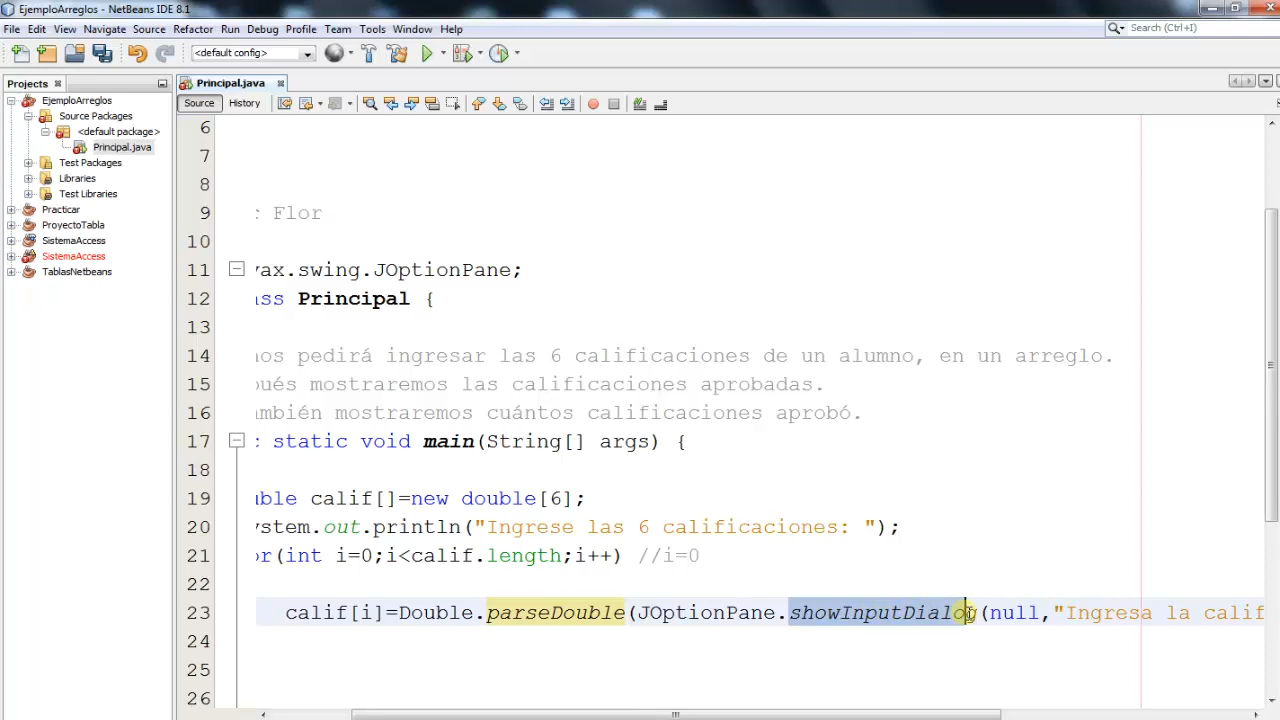 EjemploArreglos - NetBeans IDE 8.1
File Edit View Navigate Source Refactor Run Debug Profile Team Tools Window Help
Search (Ctrl+I)
<default config>
Projects
Principal.java
Source History
EjemploArreglos
Source Packages
<default package>
Principal.java
Test Packages
Libraries
Test Libraries
Practicar
ProyectoTabla
SistemaAccess
SistemaAccess
TablasNetbeans
6
7
8
9 : Flor
10
11 vax.swing.JOptionPane;
12 ass Principal {
13
14 nos pedirá ingresar las 6 calificaciones de un alumno, en un arreglo.
15 pués mostraremos las calificaciones aprobadas.
16 ambién mostraremos cuántos calificaciones aprobó.
17 : static void main(String[] args) {
18
19 uble calif[]=new double[6];
20 ystem.out.println("Ingrese las 6 calificaciones: ");
21 or(int i=0;i<calif.length;i++) //i=0
22
23 calif[i]=Double.parseDouble(JOptionPane.showInputDialog(null,"Ingresa la calif
24
25
26